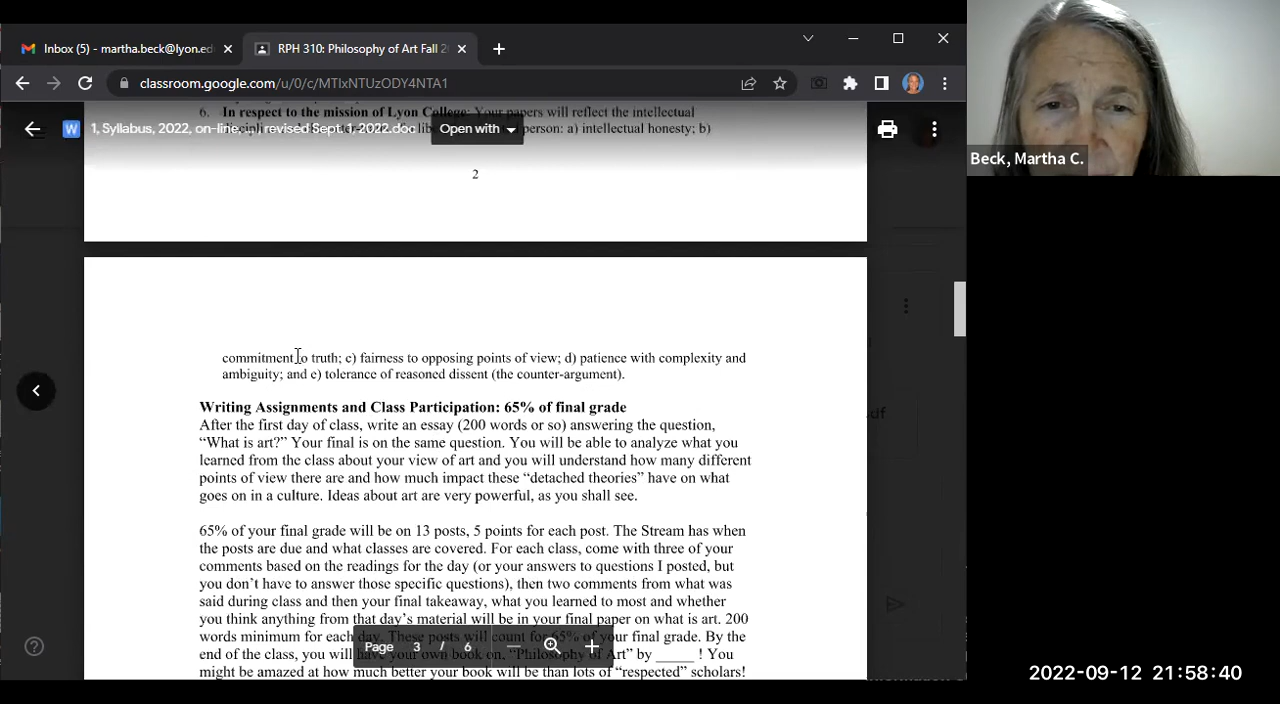 Inbox (5) - martha.beck@lyon.ed
RPH 310: Philosophy of Art Fall 2
classroom.google.com/u/0/c/MTIxNTUzODY4NTA1
6. In respect to the mission of Lyon College: Your papers will reflect the intellectual
1, Syllabus, 2022, on-line, revised Sept. 1, 2022.doc
Open with
person: a) intellectual honesty; b)
2
Beck, Martha C.
commitment to truth; c) fairness to opposing points of view; d) patience with complexity and
ambiguity; and e) tolerance of reasoned dissent (the counter-argument).
Writing Assignments and Class Participation: 65% of final grade
After the first day of class, write an essay (200 words or so) answering the question,
“What is art?” Your final is on the same question. You will be able to analyze what you
learned from the class about your view of art and you will understand how many different
points of view there are and how much impact these “detached theories” have on what
goes on in a culture. Ideas about art are very powerful, as you shall see.
65% of your final grade will be on 13 posts, 5 points for each post. The Stream has when
the posts are due and what classes are covered. For each class, come with three of your
comments based on the readings for the day (or your answers to questions I posted, but
you don’t have to answer those specific questions), then two comments from what was
said during class and then your final takeaway, what you learned to most and whether
you think anything from that day’s material will be in your final paper on what is art. 200
words minimum for each day. These posts will count for 65% of your final grade. By the
end of the class, you will have your own book on, “Philosophy of Art” by _____ ! You
might be amazed at how much better your book will be than lots of “respected” scholars!
Page 3 / 6
df
2022-09-12 21:58:40